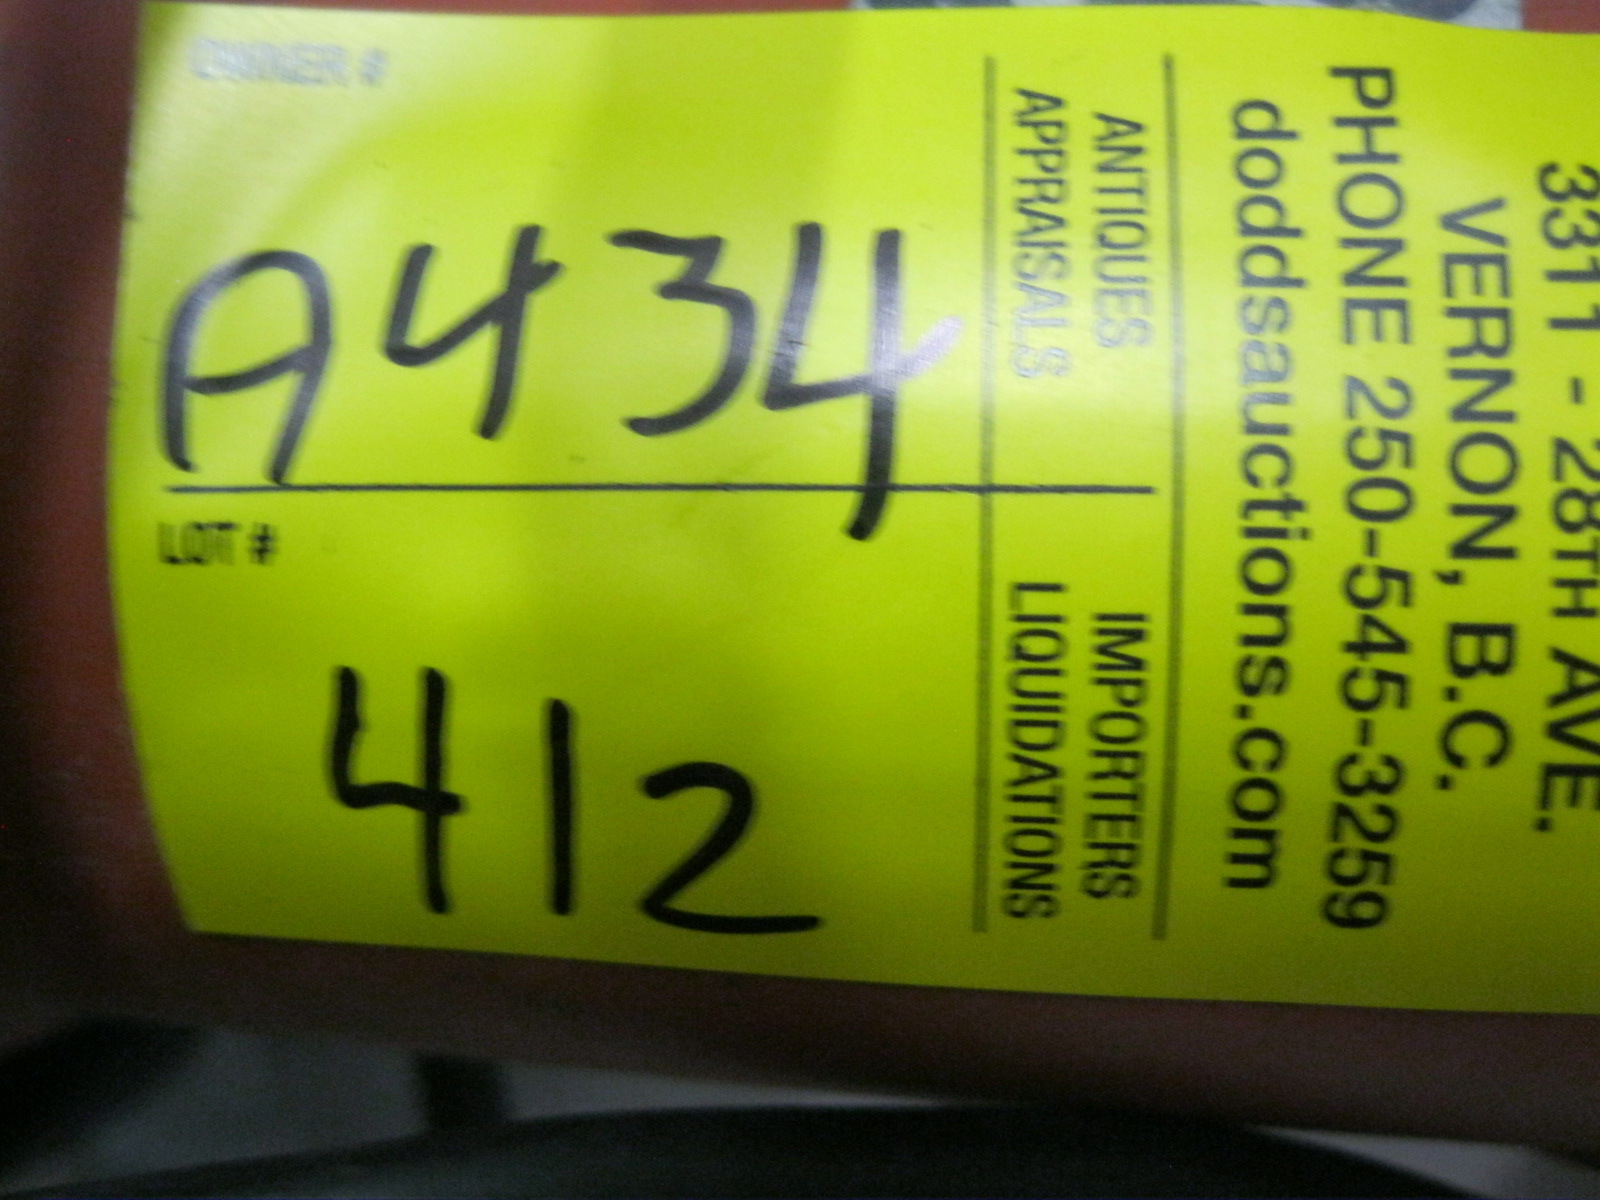 OWNER #
A434
LOT #
412
3311 - 28TH AVE.
VERNON, B.C.
PHONE 250-545-3259
doddsauctions.com
ANTIQUES IMPORTERS
APPRAISALS LIQUIDATIONS